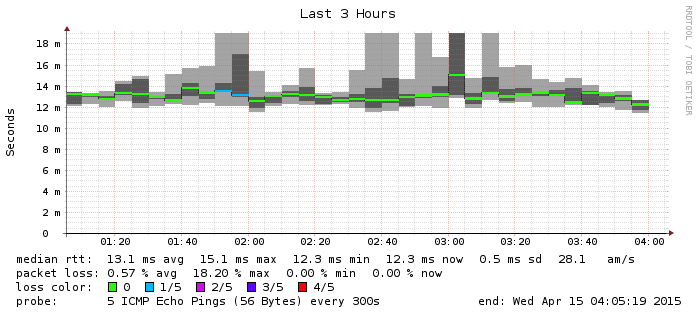 Last 3 Hours
RRDTOOL / TOBI OETIKER
Seconds
18 m
16 m
14 m
12 m
10 m
8 m
6 m
4 m
2 m
0
01:20 01:40 02:00 02:20 02:40 03:00 03:20 03:40 04:00
median rtt: 13.1 ms avg 15.1 ms max 12.3 ms min 12.3 ms now 0.5 ms sd 28.1 am/s
packet loss: 0.57 % avg 18.20 % max 0.00 % min 0.00 % now
loss color: 0 1/5 2/5 3/5 4/5
probe: 5 ICMP Echo Pings (56 Bytes) every 300s end: Wed Apr 15 04:05:19 2015